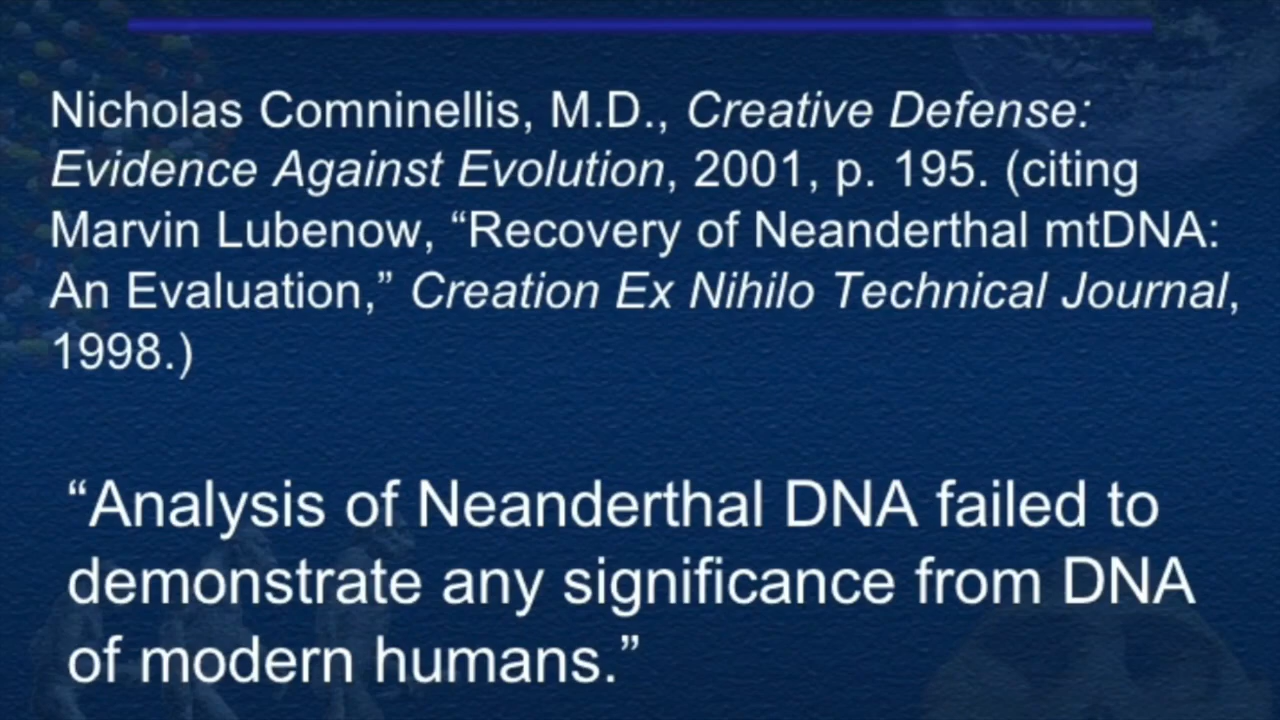 Nicholas Comninellis, M.D., Creative Defense:
Evidence Against Evolution, 2001, p. 195. (citing
Marvin Lubenow, “Recovery of Neanderthal mtDNA:
An Evaluation,” Creation Ex Nihilo Technical Journal,
1998.)
“Analysis of Neanderthal DNA failed to
demonstrate any significance from DNA
of modern humans.”